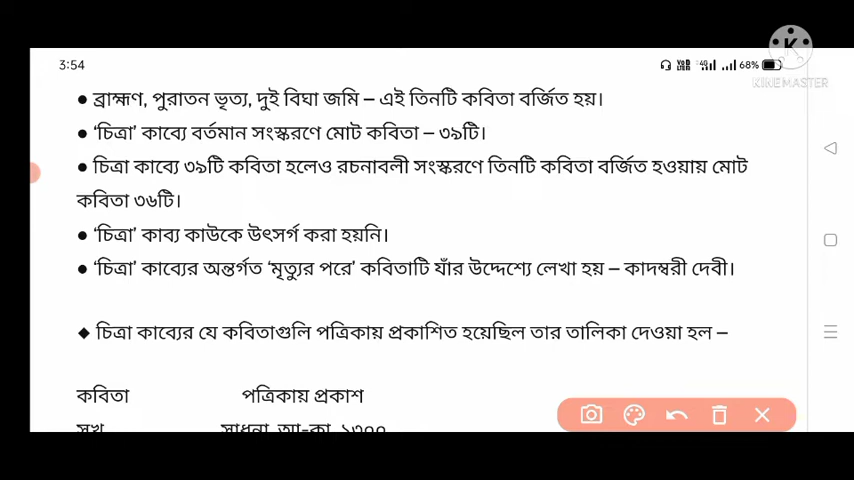 3:54
68%
KINEMASTER
● ব্রাহ্মণ, পুরাতন ভৃত্য, দুই বিঘা জমি – এই তিনটি কবিতা বর্জিত হয়।
● ‘চিত্রা’ কাব্যে বর্তমান সংস্করণে মোট কবিতা – ৩৯টি।
● চিত্রা কাব্যে ৩৯টি কবিতা হলেও রচনাবলী সংস্করণে তিনটি কবিতা বর্জিত হওয়ায় মোট
কবিতা ৩৬টি।
● ‘চিত্রা’ কাব্য কাউকে উৎসর্গ করা হয়নি।
● ‘চিত্রা’ কাব্যের অন্তর্গত ‘মৃত্যুর পরে’ কবিতাটি যাঁর উদ্দেশ্যে লেখা হয় – কাদম্বরী দেবী।
◆ চিত্রা কাব্যের যে কবিতাগুলি পত্রিকায় প্রকাশিত হয়েছিল তার তালিকা দেওয়া হল –
কবিতা পত্রিকায় প্রকাশ
সুখ সাধনা, আ-কা, ১৩০০